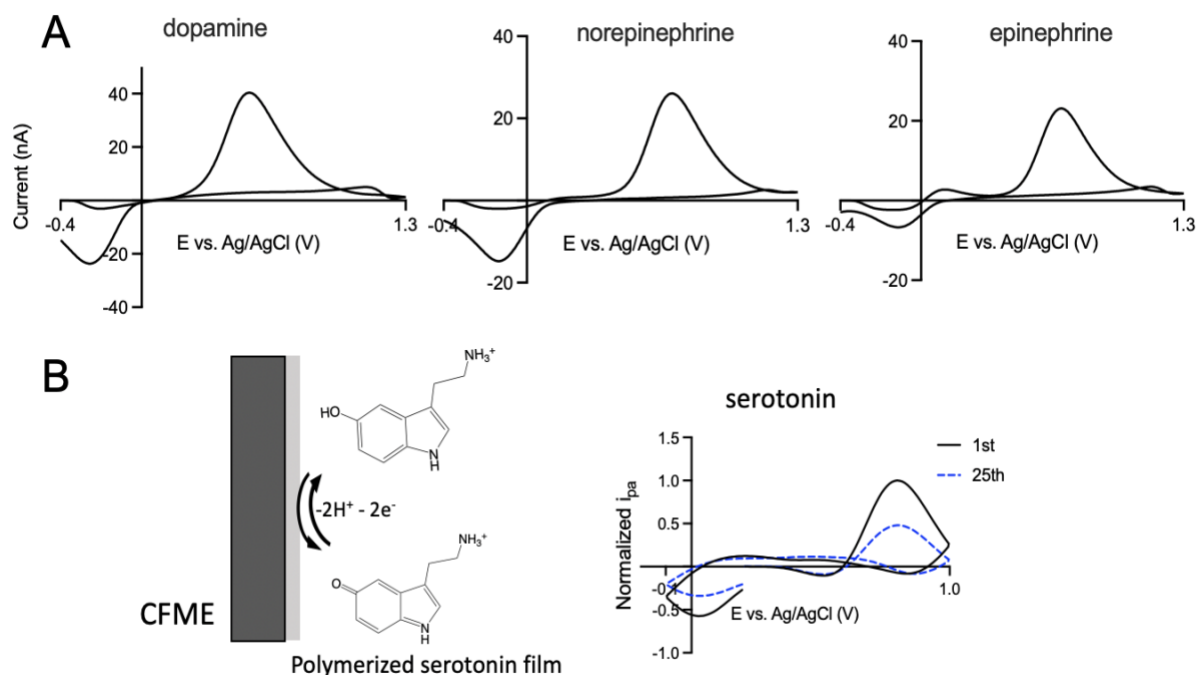 A
dopamine
norepinephrine
epinephrine
Current (nA)
40
20
-20
-40
-0.4
1.3
E vs. Ag/AgCl (V)
40
20
-20
-0.4
1.3
E vs. Ag/AgCl (V)
40
20
-20
-0.4
1.3
E vs. Ag/AgCl (V)
B
NH₃⁺
HO
N
H
-2H⁺ - 2e⁻
NH₃⁺
O
N
H
CFME
Polymerized serotonin film
serotonin
1st
25th
Normalized iₚₐ
1.5
1.0
0.5
-0.5
-1.0
1.0
E vs. Ag/AgCl (V)